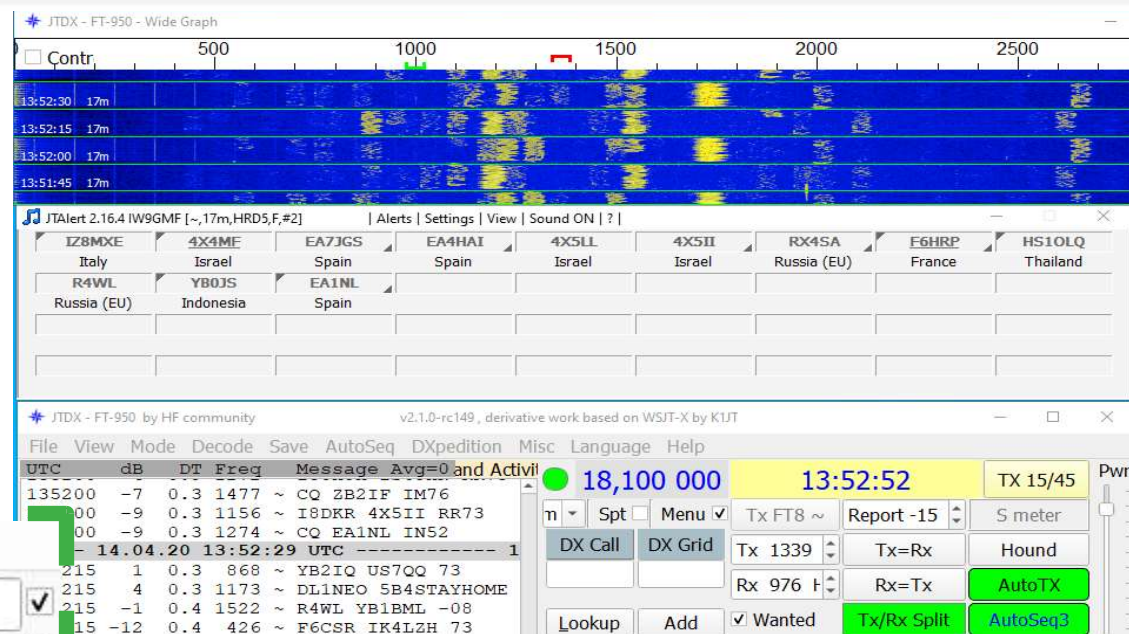 JTDX - FT-950 - Wide Graph
Contr 500 1000 1500 2000 2500
13:52:30 17m
13:52:15 17m
13:52:00 17m
13:51:45 17m
JTAlert 2.16.4 IW9GMF [~,17m,HRD5,F,#2] | Alerts | Settings | View | Sound ON | ? |
IZ8MXE 4X4MF EA7JGS EA4HAI 4X5LL 4X5II RX4SA F6HRP HS1OLQ
Italy Israel Spain Spain Israel Israel Russia (EU) France Thailand
R4WL YB0JS EA1NL
Russia (EU) Indonesia Spain
JTDX - FT-950 by HF community v2.1.0-rc149 , derivative work based on WSJT-X by K1JT
File View Mode Decode Save AutoSeq DXpedition Misc Language Help
UTC dB DT Freq Message Avg=0 and Activit
135200 -7 0.3 1477 ~ CQ ZB2IF IM76
00 -9 0.3 1156 ~ I8DKR 4X5II RR73
00 -9 0.3 1274 ~ CQ EA1NL IN52
14.04.20 13:52:29 UTC ------------ 1
215 1 0.3 868 ~ YB2IQ US7QQ 73
215 4 0.3 1173 ~ DL1NEO 5B4STAYHOME
215 -1 0.4 1522 ~ R4WL YB1BML -08
15 -12 0.4 426 ~ F6CSR IK4LZH 73
18,100 000 13:52:52 TX 15/45 Pwr
m Spt Menu Tx FT8 ~ Report -15 S meter
DX Call DX Grid Tx 1339 Tx=Rx Hound
Rx 976 H Rx=Tx AutoTX
Lookup Add Wanted Tx/Rx Split AutoSeq3